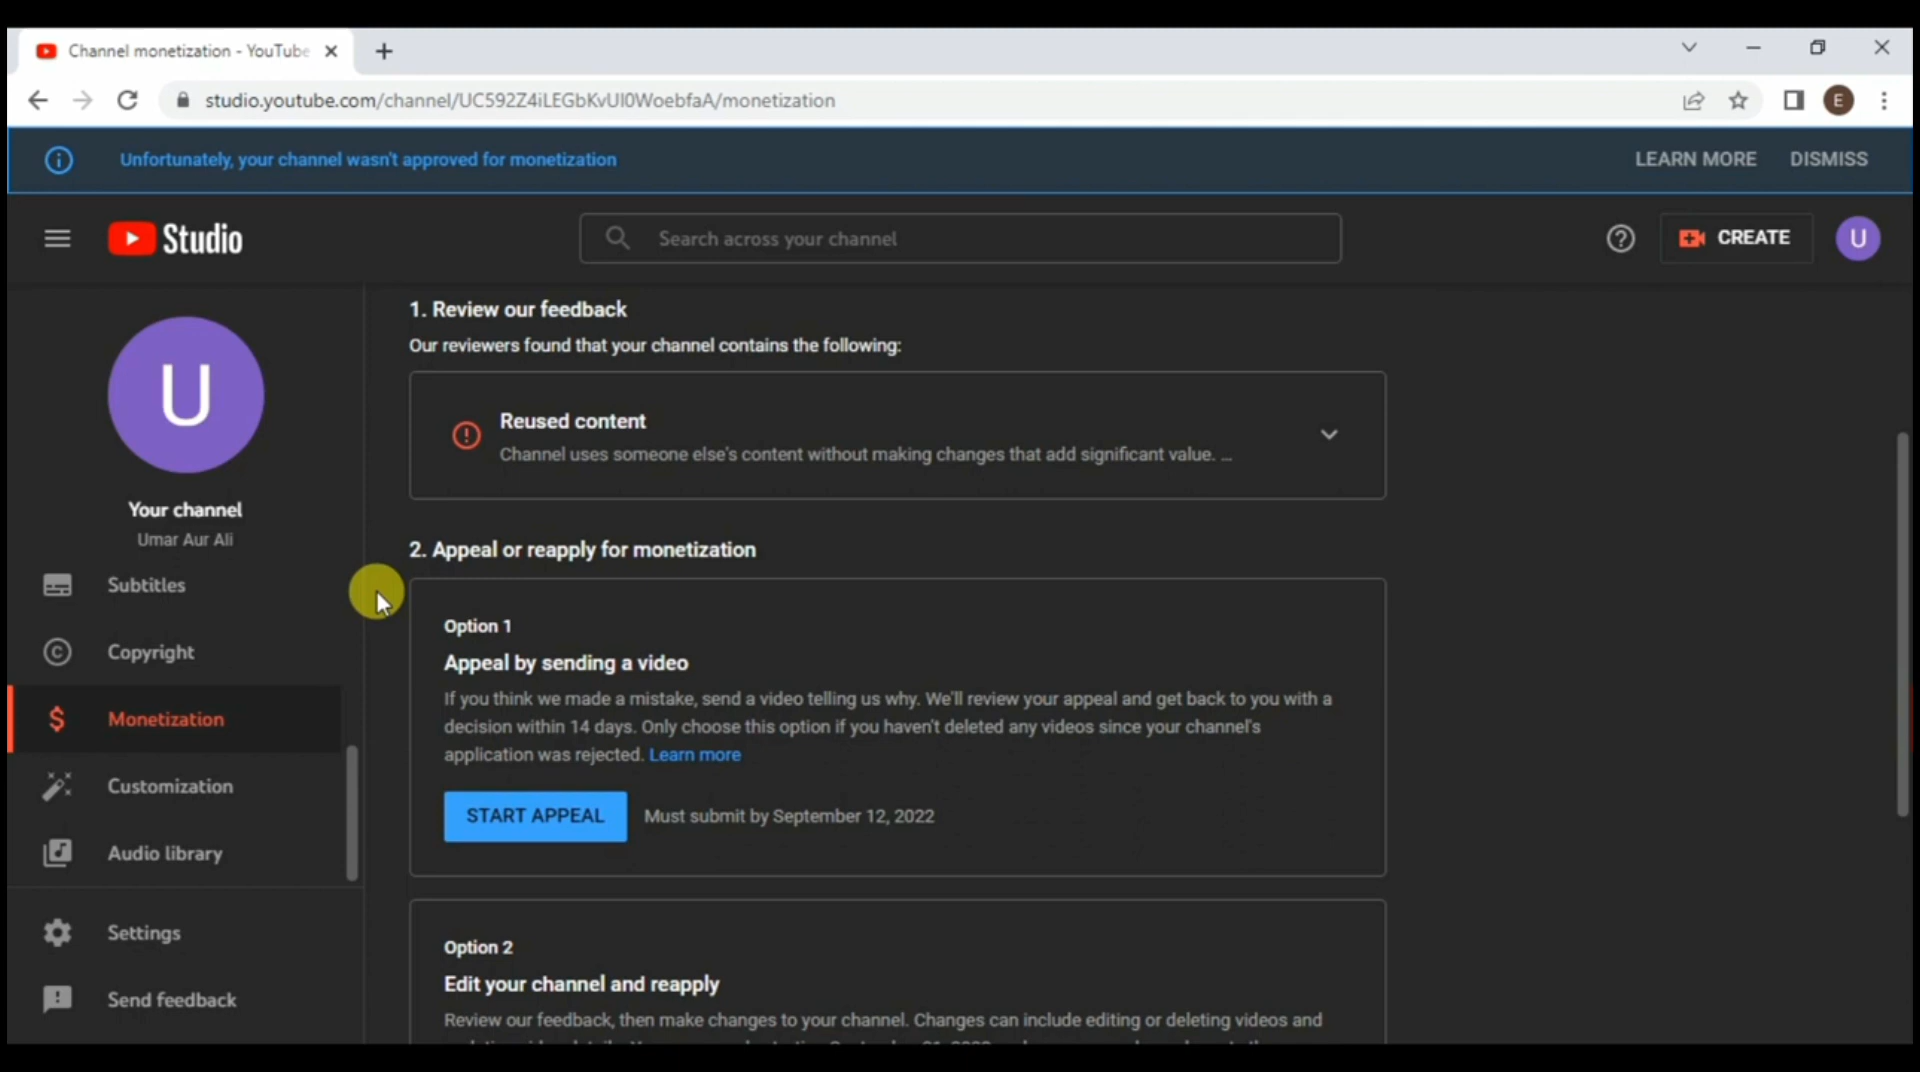 Channel monetization - YouTube
studio.youtube.com/channel/UC592Z4iLEGbKvUI0WoebfaA/monetization
E
Unfortunately, your channel wasn't approved for monetization
LEARN MORE
DISMISS
Studio
Search across your channel
CREATE
U
U
Your channel
Umar Aur Ali
Subtitles
Copyright
Monetization
Customization
Audio library
Settings
Send feedback
1. Review our feedback
Our reviewers found that your channel contains the following:
Reused content
Channel uses someone else's content without making changes that add significant value. ...
2. Appeal or reapply for monetization
Option 1
Appeal by sending a video
If you think we made a mistake, send a video telling us why. We'll review your appeal and get back to you with a
decision within 14 days. Only choose this option if you haven't deleted any videos since your channel's
application was rejected. Learn more
START APPEAL
Must submit by September 12, 2022
Option 2
Edit your channel and reapply
Review our feedback, then make changes to your channel. Changes can include editing or deleting videos and